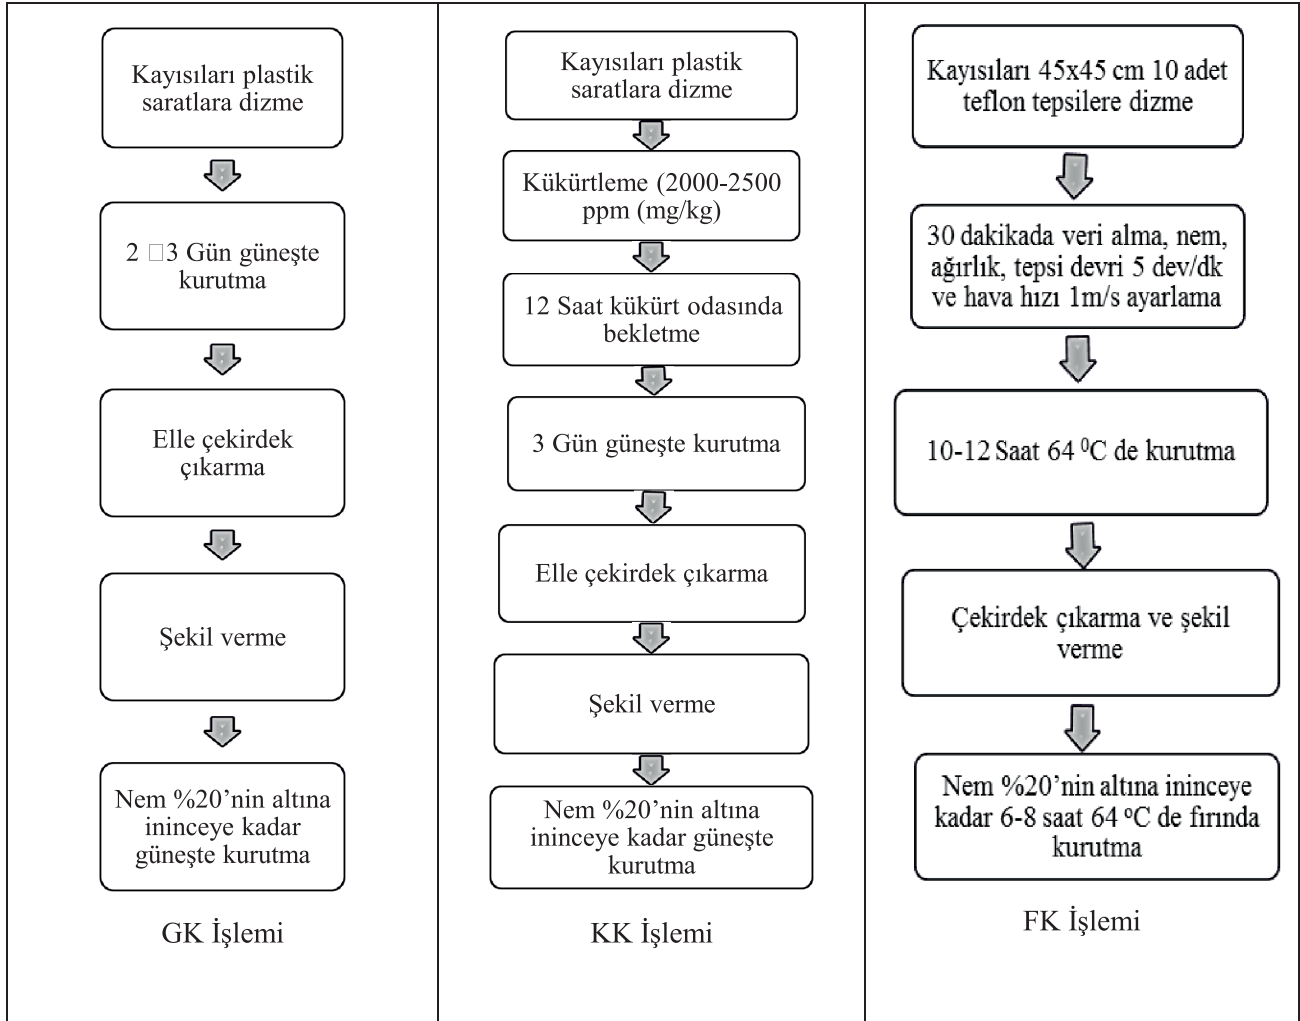 Kayısıları plastik
saratlara dizme
2 □3 Gün güneşte
kurutma
Elle çekirdek
çıkarma
Şekil verme
Nem %20’nin altına
ininceye kadar
güneşte kurutma
GK İşlemi
Kayısıları plastik
saratlara dizme
Kükürtleme (2000-2500
ppm (mg/kg)
12 Saat kükürt odasında
bekletme
3 Gün güneşte kurutma
Elle çekirdek çıkarma
Şekil verme
Nem %20’nin altına
ininceye kadar güneşte
kurutma
KK İşlemi
Kayısıları 45x45 cm 10 adet
teflon tepsilere dizme
30 dakikada veri alma, nem,
ağırlık, tepsi devri 5 dev/dk
ve hava hızı 1m/s ayarlama
10-12 Saat 64 ⁰C de kurutma
Çekirdek çıkarma ve şekil
verme
Nem %20’nin altına ininceye
kadar 6-8 saat 64 ºC de fırında
kurutma
FK İşlemi